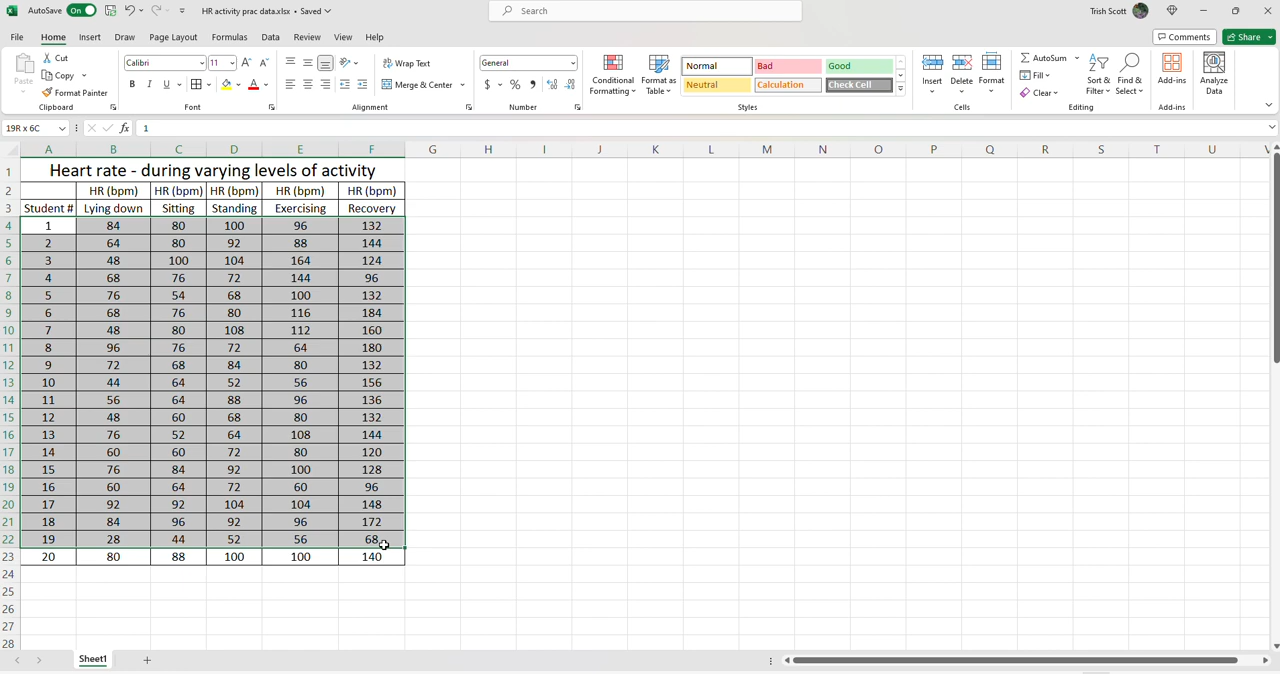 AutoSave On HR activity prac data.xlsx • Saved Search Trish Scott
File Home Insert Draw Page Layout Formulas Data Review View Help Comments Share
Paste Cut Copy Format Painter Clipboard
Calibri 11 A A B I U A Font
Wrap Text Merge & Center Alignment
General $ % , Number
Conditional Formatting Format as Table Normal Bad Good Neutral Calculation Check Cell Styles
Insert Delete Format Cells
AutoSum Fill Clear Sort & Filter Find & Select Editing
Add-ins Add-ins
Analyze Data
19R x 6C fx 1
A B C D E F G H I J K L M N O P Q R S T U V
1 Heart rate - during varying levels of activity
2 HR (bpm) HR (bpm) HR (bpm) HR (bpm) HR (bpm)
3 Student # Lying down Sitting Standing Exercising Recovery
4 1 84 80 100 96 132
5 2 64 80 92 88 144
6 3 48 100 104 164 124
7 4 68 76 72 144 96
8 5 76 54 68 100 132
9 6 68 76 80 116 184
10 7 48 80 108 112 160
11 8 96 76 72 64 180
12 9 72 68 84 80 132
13 10 44 64 52 56 156
14 11 56 64 88 96 136
15 12 48 60 68 80 132
16 13 76 52 64 108 144
17 14 60 60 72 80 120
18 15 76 84 92 100 128
19 16 60 64 72 60 96
20 17 92 92 104 104 148
21 18 84 96 92 96 172
22 19 28 44 52 56 68
23 20 80 88 100 100 140
24
25
26
27
28
Sheet1